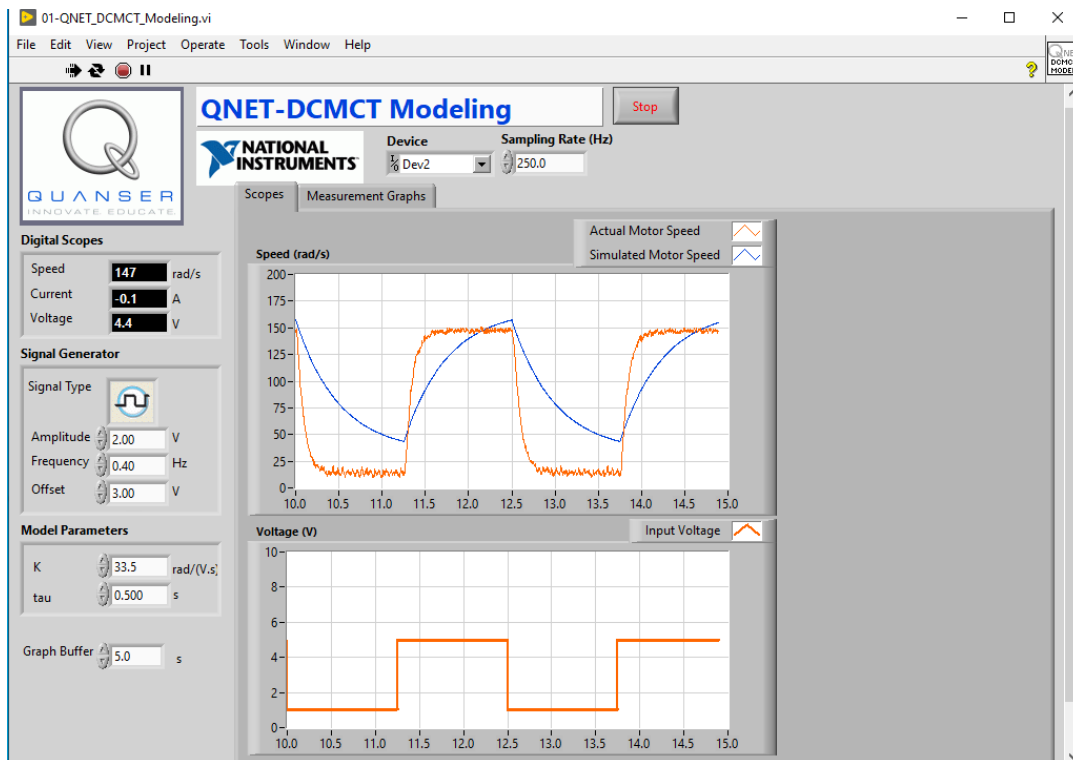 01-QNET_DCMCT_Modeling.vi
File Edit View Project Operate Tools Window Help
QNET
DCMCT
MODEL
QUANSER
INNOVATE. EDUCATE.
QNET-DCMCT Modeling
Stop
NATIONAL
INSTRUMENTS
Device
Dev2
Sampling Rate (Hz)
250.0
Scopes
Measurement Graphs
Digital Scopes
Speed 147 rad/s
Current -0.1 A
Voltage 4.4 V
Signal Generator
Signal Type
Amplitude 2.00 V
Frequency 0.40 Hz
Offset 3.00 V
Model Parameters
K 33.5 rad/(V.s)
tau 0.500 s
Graph Buffer 5.0 s
Actual Motor Speed
Simulated Motor Speed
Speed (rad/s)
200
175
150
125
100
75
50
25
0
10.0 10.5 11.0 11.5 12.0 12.5 13.0 13.5 14.0 14.5 15.0
Voltage (V)
Input Voltage
10
8
6
4
2
0
10.0 10.5 11.0 11.5 12.0 12.5 13.0 13.5 14.0 14.5 15.0